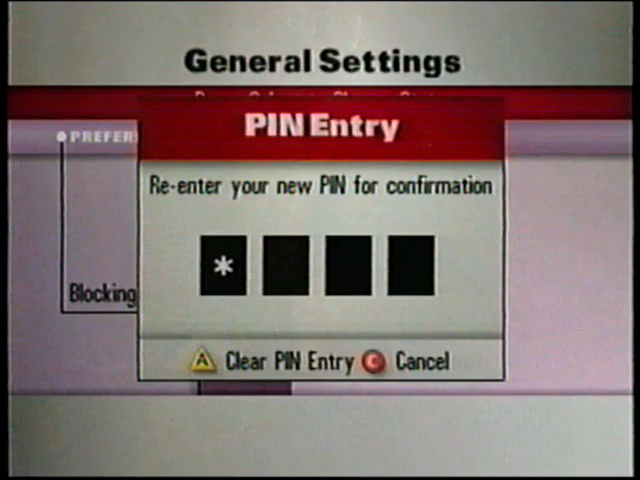 General Settings
PIN Entry
PREFER
Re-enter your new PIN for confirmation
*
Blocking
A Clear PIN Entry C Cancel